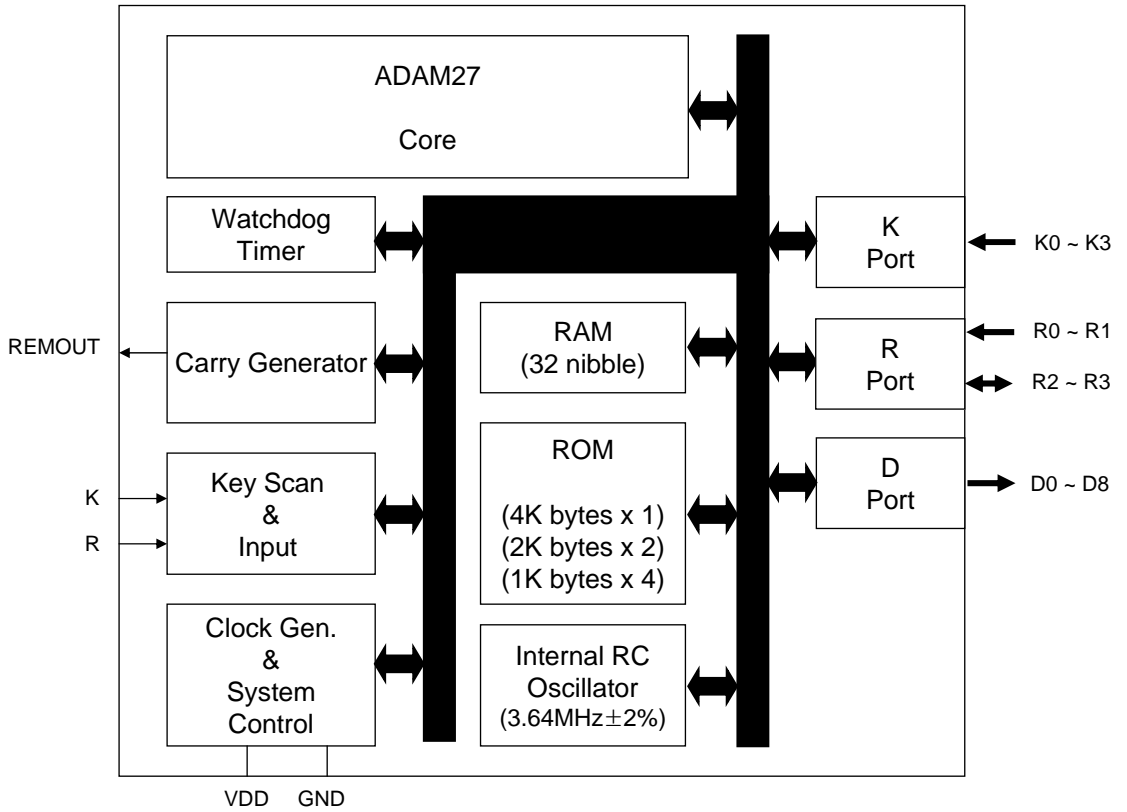 ADAM27
Core
Watchdog
Timer
K
Port
K0 ~ K3
REMOUT
Carry Generator
RAM
(32 nibble)
R
Port
R0 ~ R1
R2 ~ R3
K
R
Key Scan
&
Input
ROM
(4K bytes x 1)
(2K bytes x 2)
(1K bytes x 4)
D
Port
D0 ~ D8
Clock Gen.
&
System
Control
Internal RC
Oscillator
(3.64MHz±2%)
VDD
GND